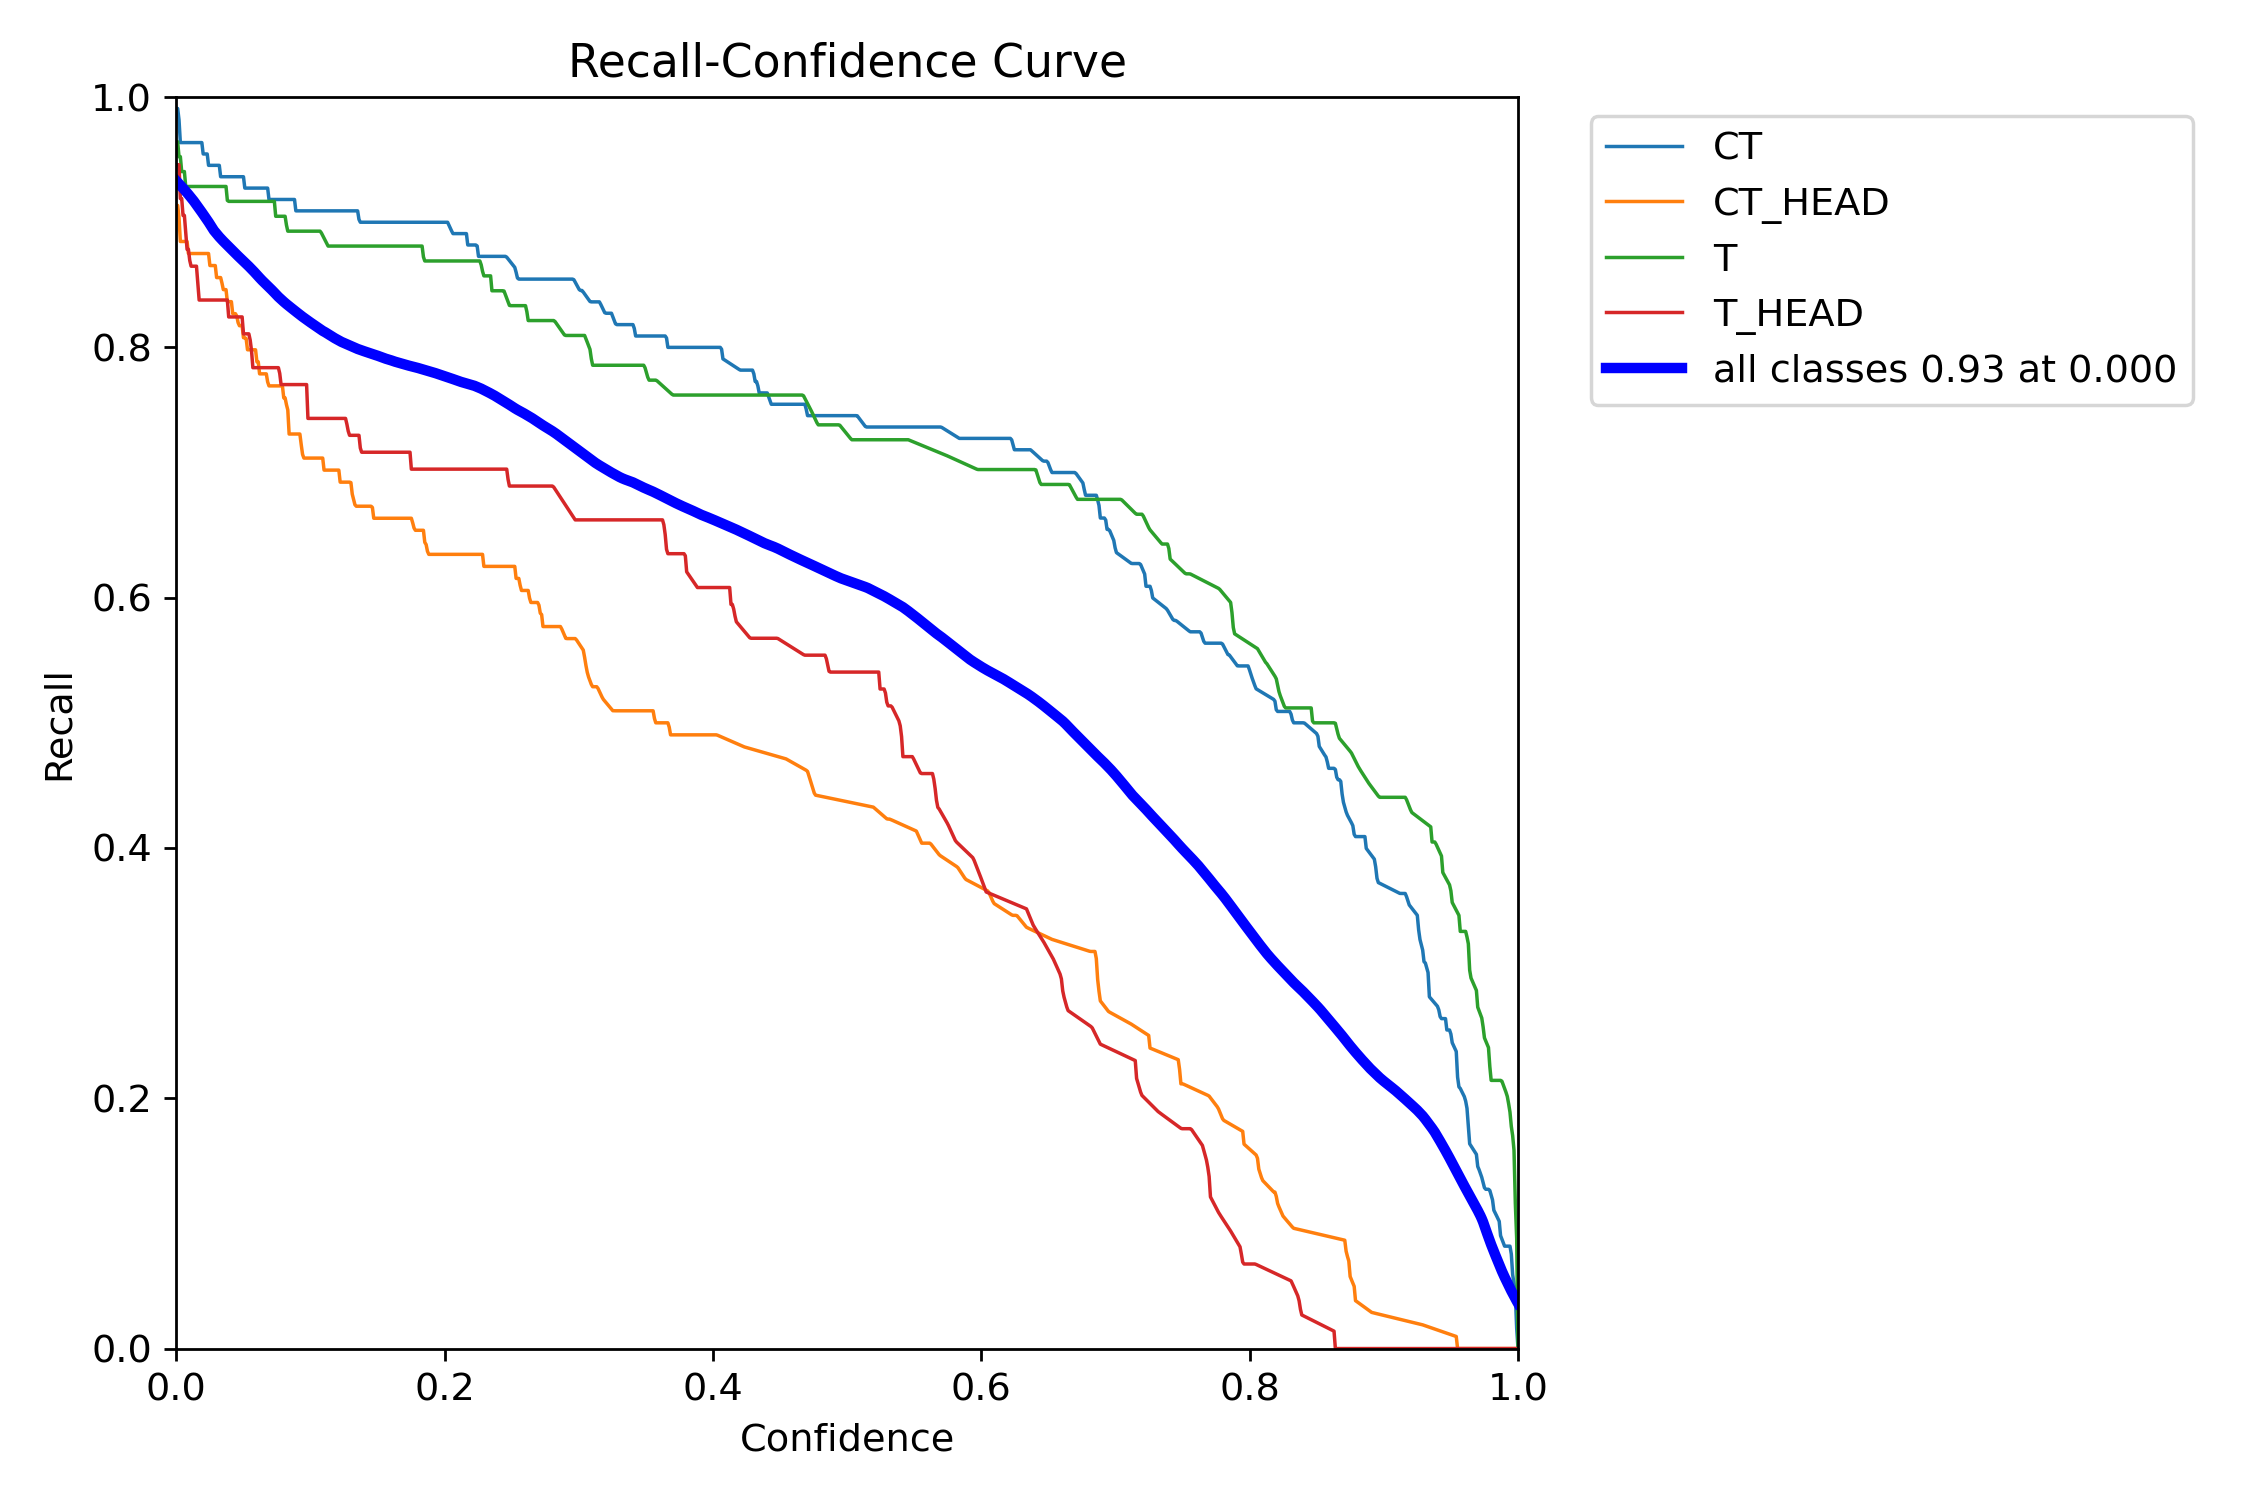 Recall-Confidence Curve
1.0
0.8
0.6
0.4
0.2
0.0
Recall
0.0 0.2 0.4 0.6 0.8 1.0
Confidence
CT
CT_HEAD
T
T_HEAD
all classes 0.93 at 0.000